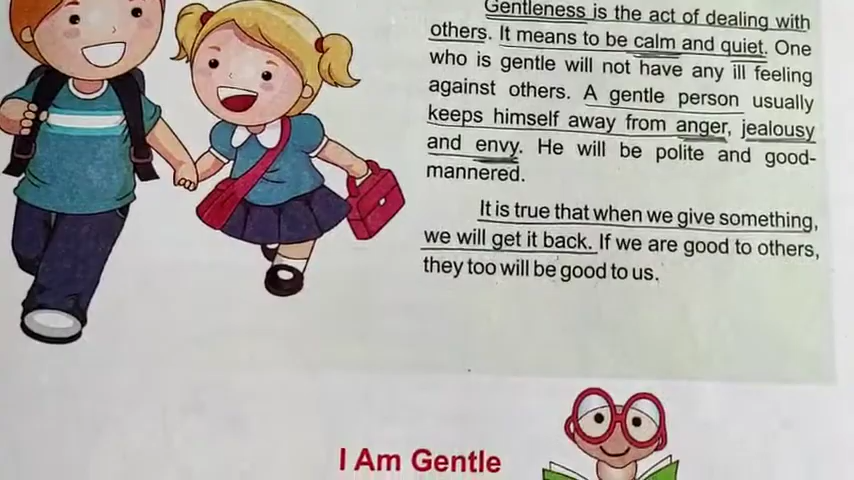 Gentleness is the act of dealing with
others. It means to be calm and quiet. One
who is gentle will not have any ill feeling
against others. A gentle person usually
keeps himself away from anger, jealousy
and envy. He will be polite and good-
mannered.
It is true that when we give something,
we will get it back. If we are good to others,
they too will be good to us.
I Am Gentle